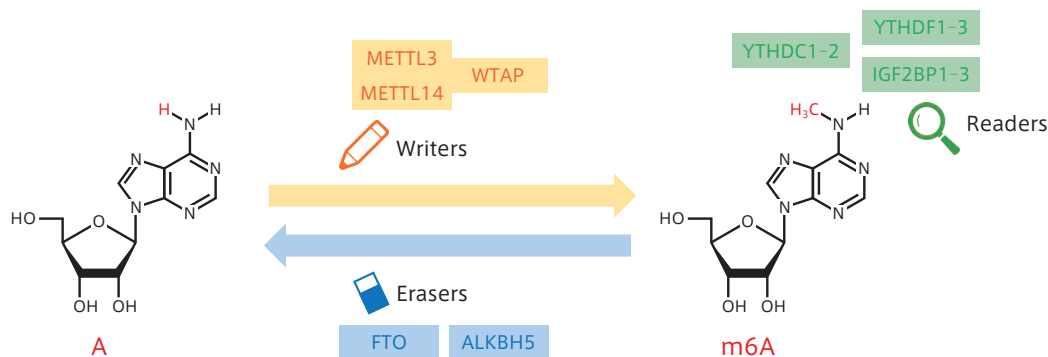 METTL3
METTL14
WTAP
Writers
YTHDC1-2
YTHDF1-3
IGF2BP1-3
Readers
H
H
N
N
N
N
N
HO
O
OH
OH
A
H₃C
H
N
N
N
N
N
HO
O
OH
OH
m6A
Erasers
FTO
ALKBH5